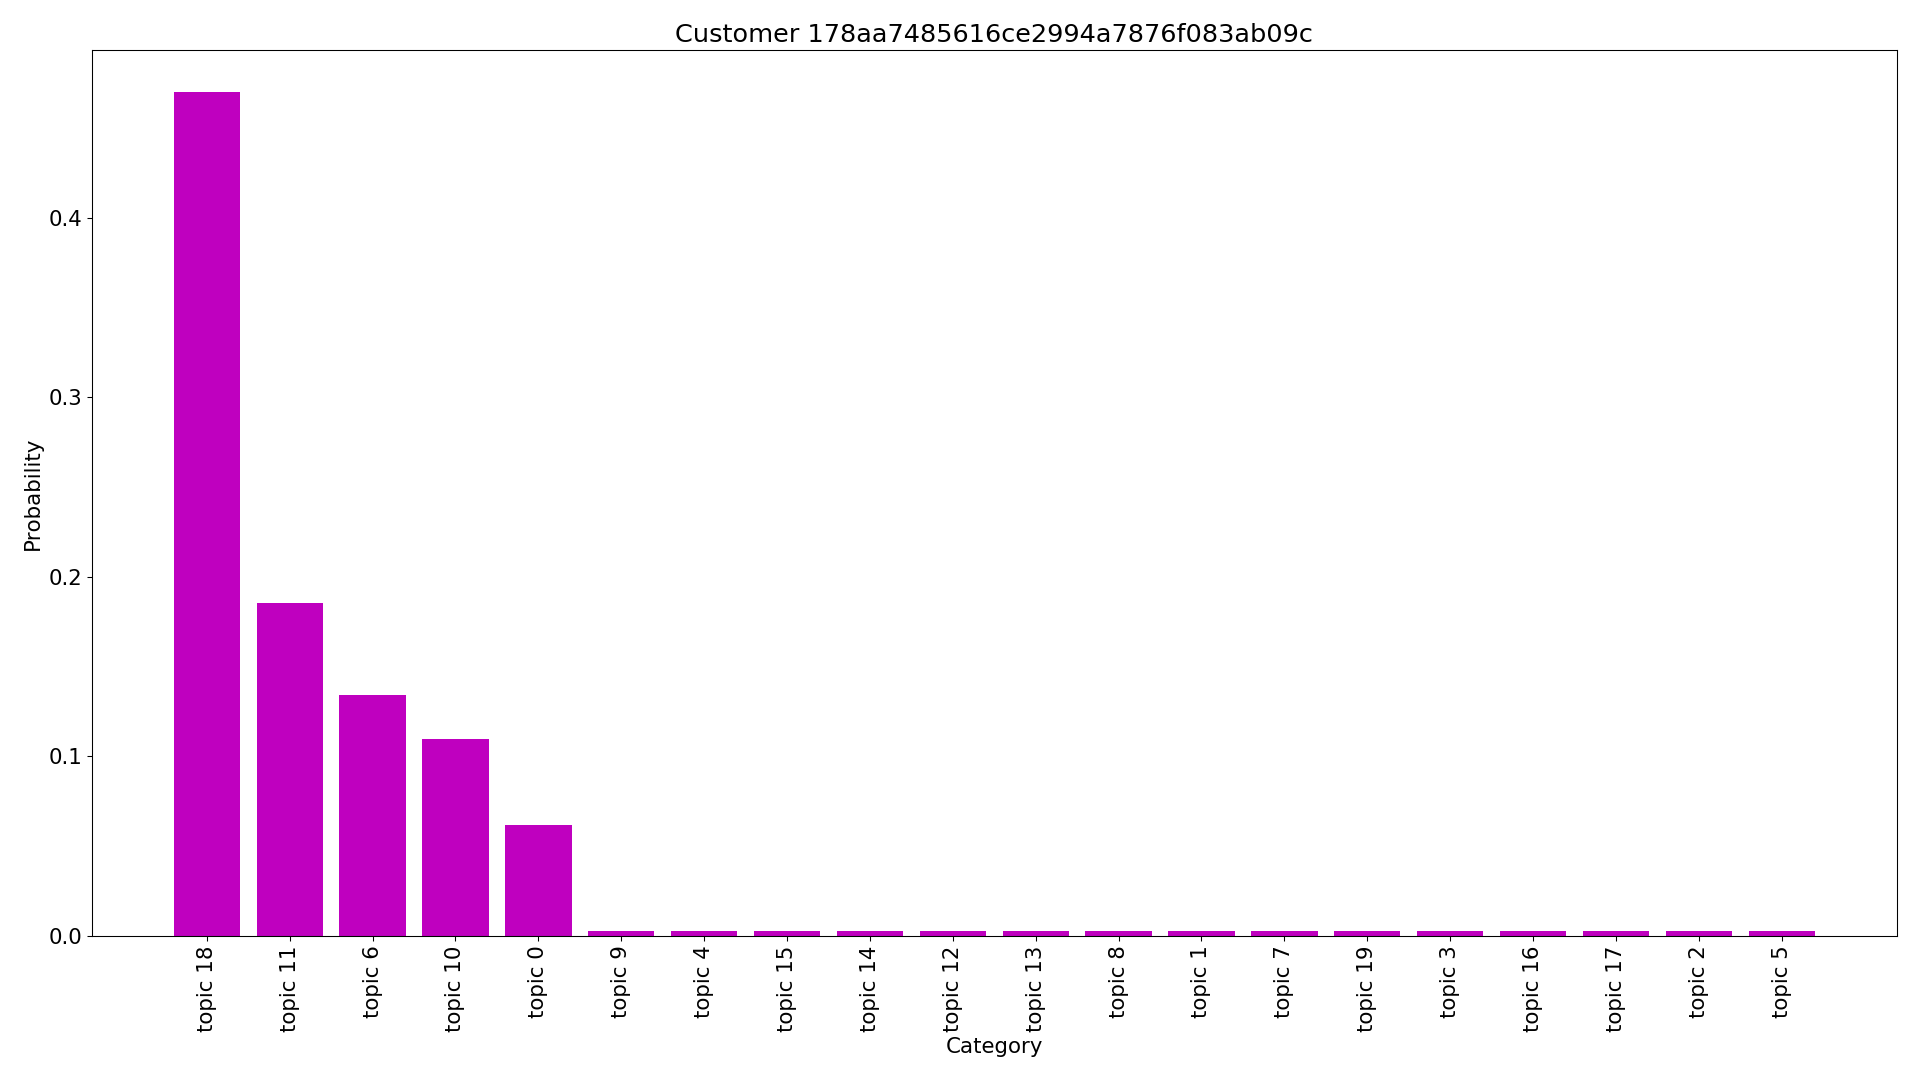 Customer 178aa7485616ce2994a7876f083ab09c
Probability
0.4
0.3
0.2
0.1
0.0
topic 18
topic 11
topic 6
topic 10
topic 0
topic 9
topic 4
topic 15
topic 14
topic 12
topic 13
topic 8
topic 1
topic 7
topic 19
topic 3
topic 16
topic 17
topic 2
topic 5
Category